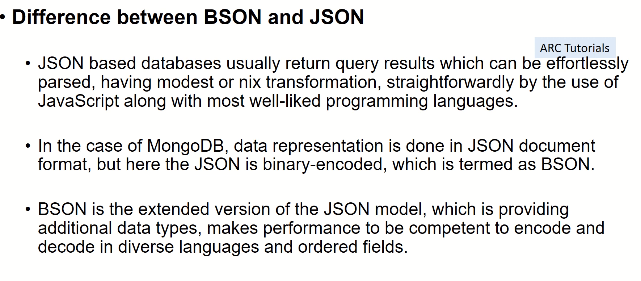 • Difference between BSON and JSON
ARC Tutorials
• JSON based databases usually return query results which can be effortlessly
parsed, having modest or nix transformation, straightforwardly by the use of
JavaScript along with most well-liked programming languages.
• In the case of MongoDB, data representation is done in JSON document
format, but here the JSON is binary-encoded, which is termed as BSON.
• BSON is the extended version of the JSON model, which is providing
additional data types, makes performance to be competent to encode and
decode in diverse languages and ordered fields.